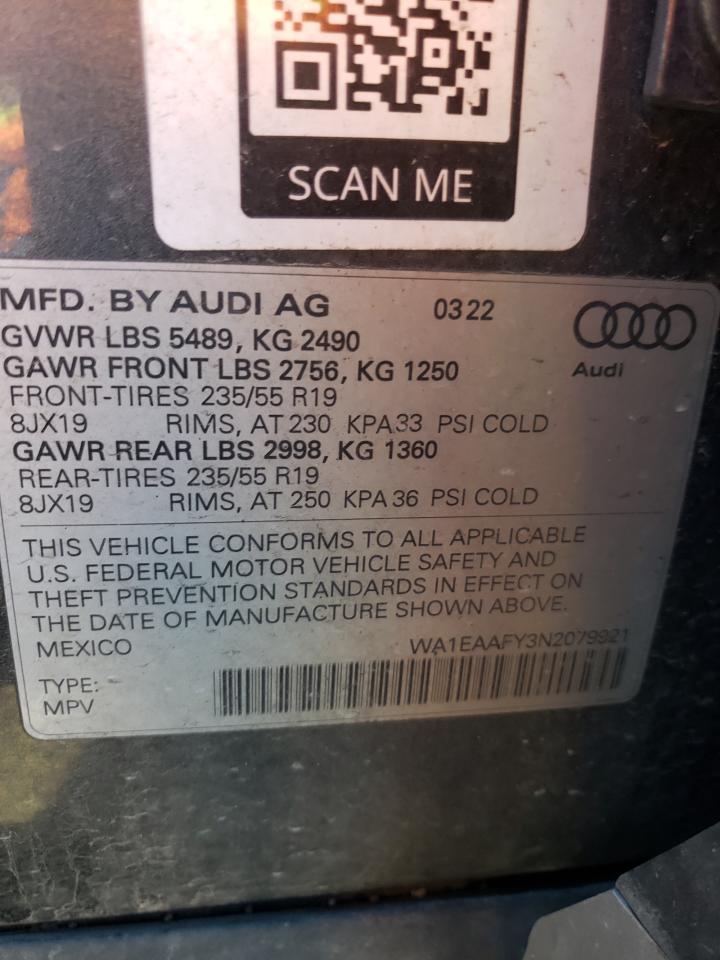 SCAN ME
MFD. BY AUDI AG 0322
GVWR LBS 5489, KG 2490
GAWR FRONT LBS 2756, KG 1250
Audi
FRONT-TIRES 235/55 R19
8JX19 RIMS, AT 230 KPA33 PSI COLD
GAWR REAR LBS 2998, KG 1360
REAR-TIRES 235/55 R19
8JX19 RIMS, AT 250 KPA36 PSI COLD
THIS VEHICLE CONFORMS TO ALL APPLICABLE
U.S. FEDERAL MOTOR VEHICLE SAFETY AND
THEFT PREVENTION STANDARDS IN EFFECT ON
THE DATE OF MANUFACTURE SHOWN ABOVE.
MEXICO WA1EAAFY3N2079921
TYPE:
MPV